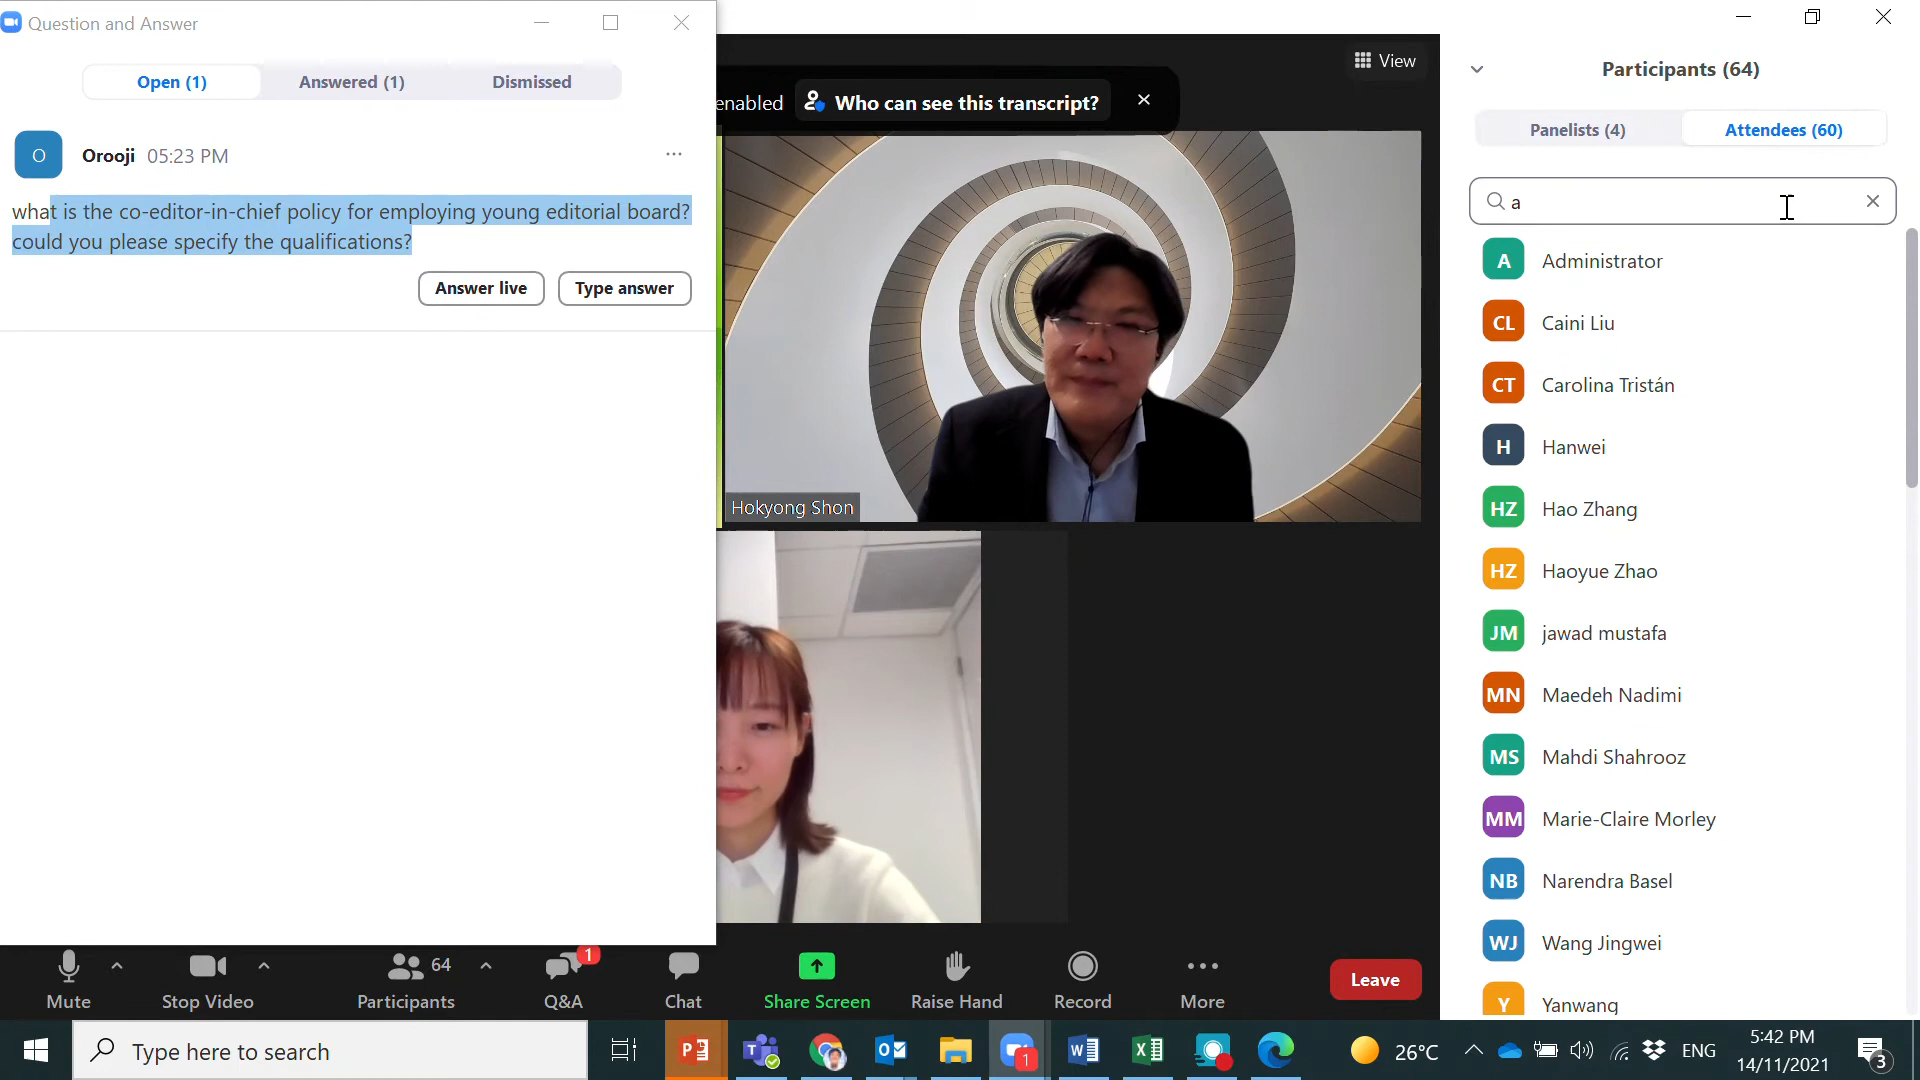 Question and Answer
Open (1)
Answered (1)
Dismissed
O
Orooji 05:23 PM
what is the co-editor-in-chief policy for employing young editorial board?
could you please specify the qualifications?
Answer live
Type answer
enabled
Who can see this transcript?
View
Hokyong Shon
Participants (64)
Panelists (4)
Attendees (60)
a
A Administrator
CL Caini Liu
CT Carolina Tristán
H Hanwei
HZ Hao Zhang
HZ Haoyue Zhao
JM jawad mustafa
MN Maedeh Nadimi
MS Mahdi Shahrooz
MM Marie-Claire Morley
NB Narendra Basel
WJ Wang Jingwei
Y Yanwang
64
1
Mute
Stop Video
Participants
Q&A
Chat
Share Screen
Raise Hand
Record
More
Leave
Type here to search
1
26°C
ENG
5:42 PM
14/11/2021
3